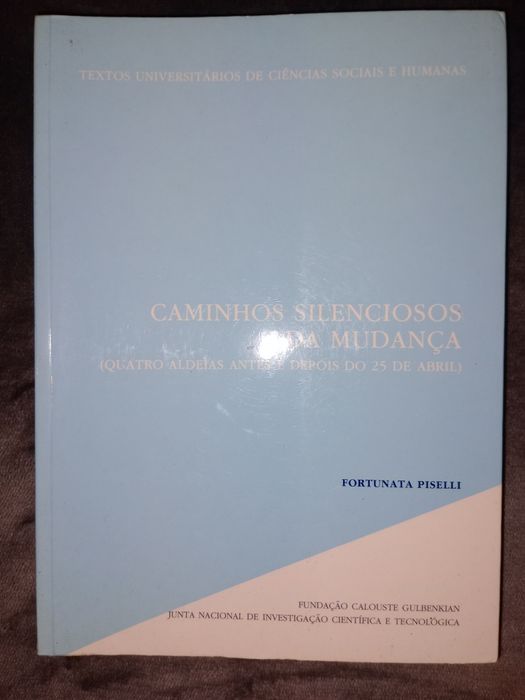 TEXTOS UNIVERSITÁRIOS DE CIÊNCIAS SOCIAIS E HUMANAS
CAMINHOS SILENCIOSOS
DA MUDANÇA
(QUATRO ALDEIAS ANTES E DEPOIS DO 25 DE ABRIL)
FORTUNATA PISELLI
FUNDAÇÃO CALOUSTE GULBENKIAN
JUNTA NACIONAL DE INVESTIGAÇÃO CIENTÍFICA E TECNOLÓGICA